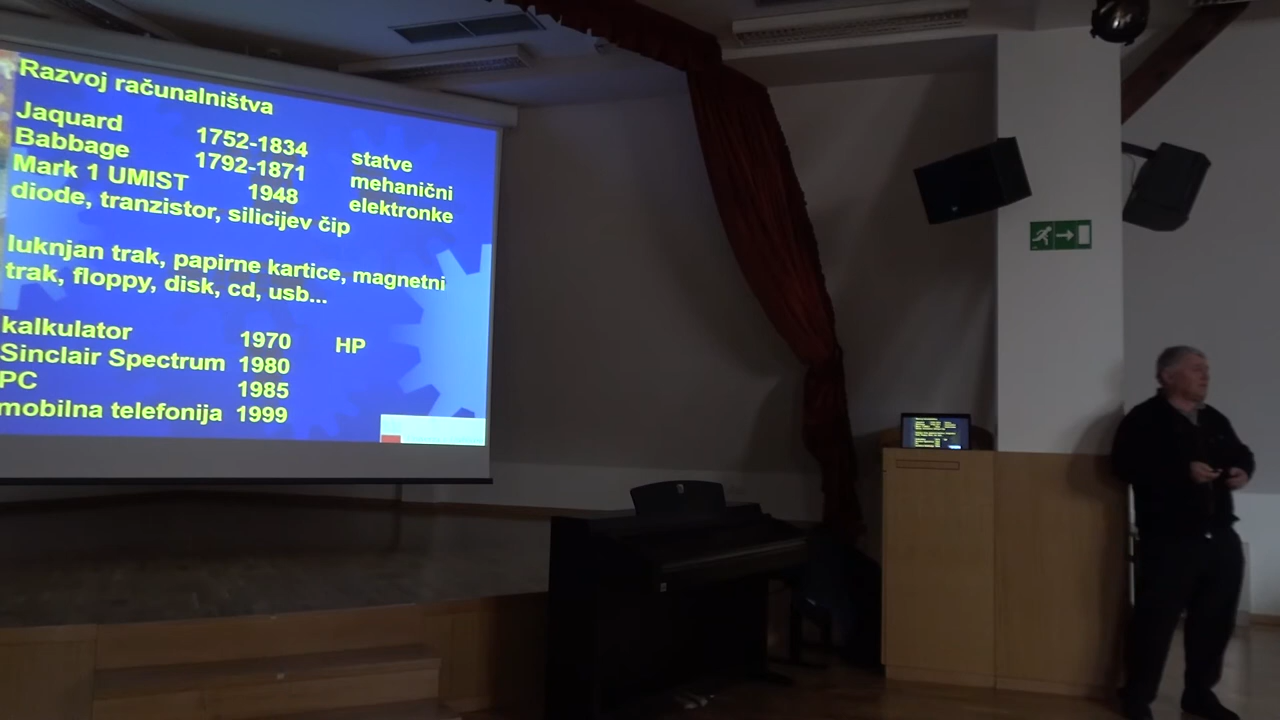 Razvoj računalništva
Jaquard 1752-1834 statve
Babbage 1792-1871 mehanični
Mark 1 UMIST 1948 elektronke
diode, tranzistor, silicijev čip
luknjan trak, papirne kartice, magnetni
trak, floppy, disk, cd, usb...
kalkulator 1970 HP
Sinclair Spectrum 1980
PC 1985
mobilna telefonija 1999